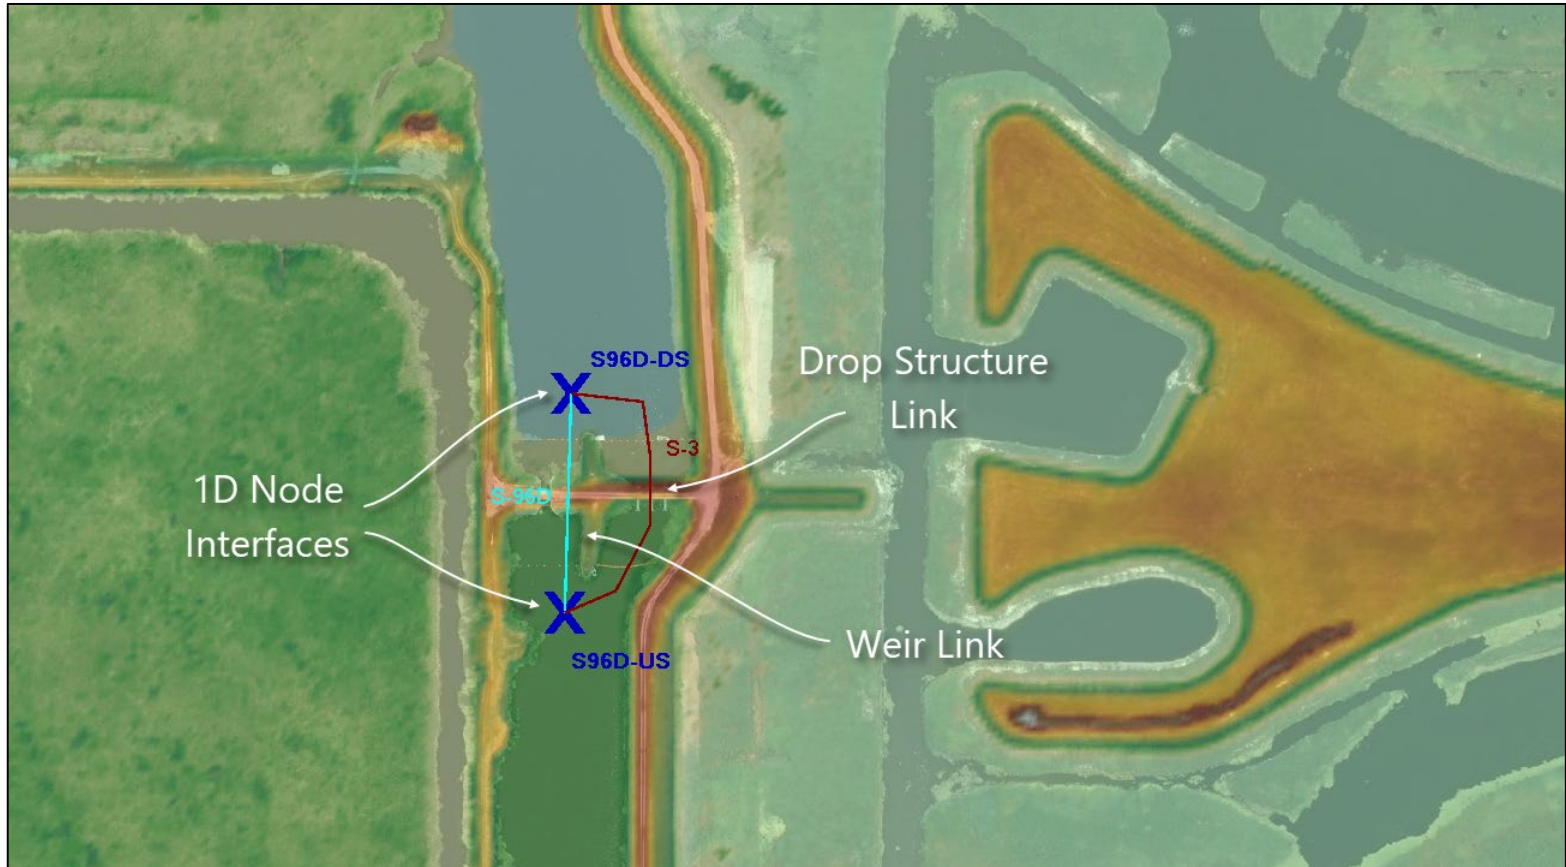 S96D-DS
Drop Structure
Link
S-3
1D Node
Interfaces
S-96D
Weir Link
S96D-US